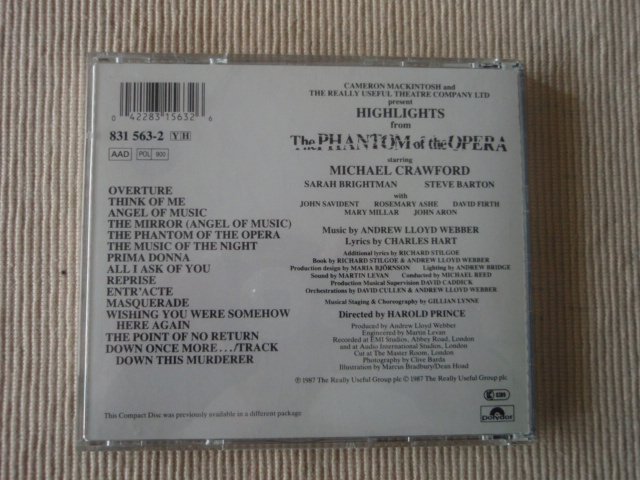 0 42283 15632 6
831 563-2 Y H
AAD POL 900
OVERTURE
THINK OF ME
ANGEL OF MUSIC
THE MIRROR (ANGEL OF MUSIC)
THE PHANTOM OF THE OPERA
THE MUSIC OF THE NIGHT
PRIMA DONNA
ALL I ASK OF YOU
REPRISE
ENTR'ACTE
MASQUERADE
WISHING YOU WERE SOMEHOW
HERE AGAIN
THE POINT OF NO RETURN
DOWN ONCE MORE . . ./TRACK
DOWN THIS MURDERER
This Compact Disc was previously available in a different package.
CAMERON MACKINTOSH and
THE REALLY USEFUL THEATRE COMPANY LTD
present
HIGHLIGHTS
from
The PHANTOM of the OPERA
starring
MICHAEL CRAWFORD
SARAH BRIGHTMAN STEVE BARTON
with
JOHN SAVIDENT ROSEMARY ASHE DAVID FIRTH
MARY MILLAR JOHN ARON
Music by ANDREW LLOYD WEBBER
Lyrics by CHARLES HART
Additional lyrics by RICHARD STILGOE
Book by RICHARD STILGOE & ANDREW LLOYD WEBBER
Production design by MARIA BJÖRNSON Lighting by ANDREW BRIDGE
Sound by MARTIN LEVAN Conducted by MICHAEL REED
Production Musical Supervision DAVID CADDICK
Orchestrations by DAVID CULLEN & ANDREW LLOYD WEBBER
Musical Staging & Choreography by GILLIAN LYNNE
Directed by HAROLD PRINCE
Produced by Andrew Lloyd Webber
Engineered by Martin Levan
Recorded at EMI Studios, Abbey Road, London
and at Audio International Studios, London
Cut at The Master Room, London
Photography by Clive Barda
Illustration by Marcus Bradbury/Dean Hoad
℗ 1987 The Really Useful Group plc © 1987 The Really Useful Group plc
polydor